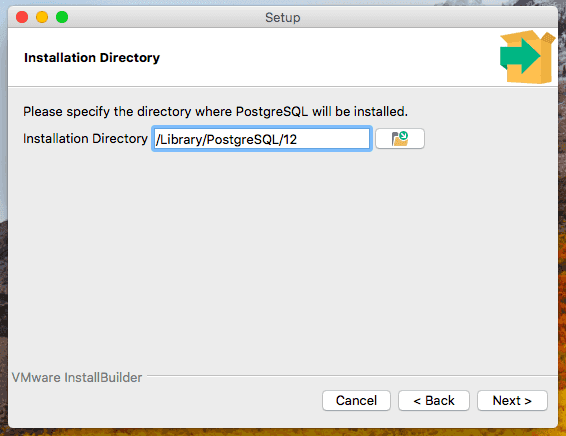 Setup
Installation Directory
Please specify the directory where PostgreSQL will be installed.
Installation Directory /Library/PostgreSQL/12
VMware InstallBuilder
Cancel < Back Next >